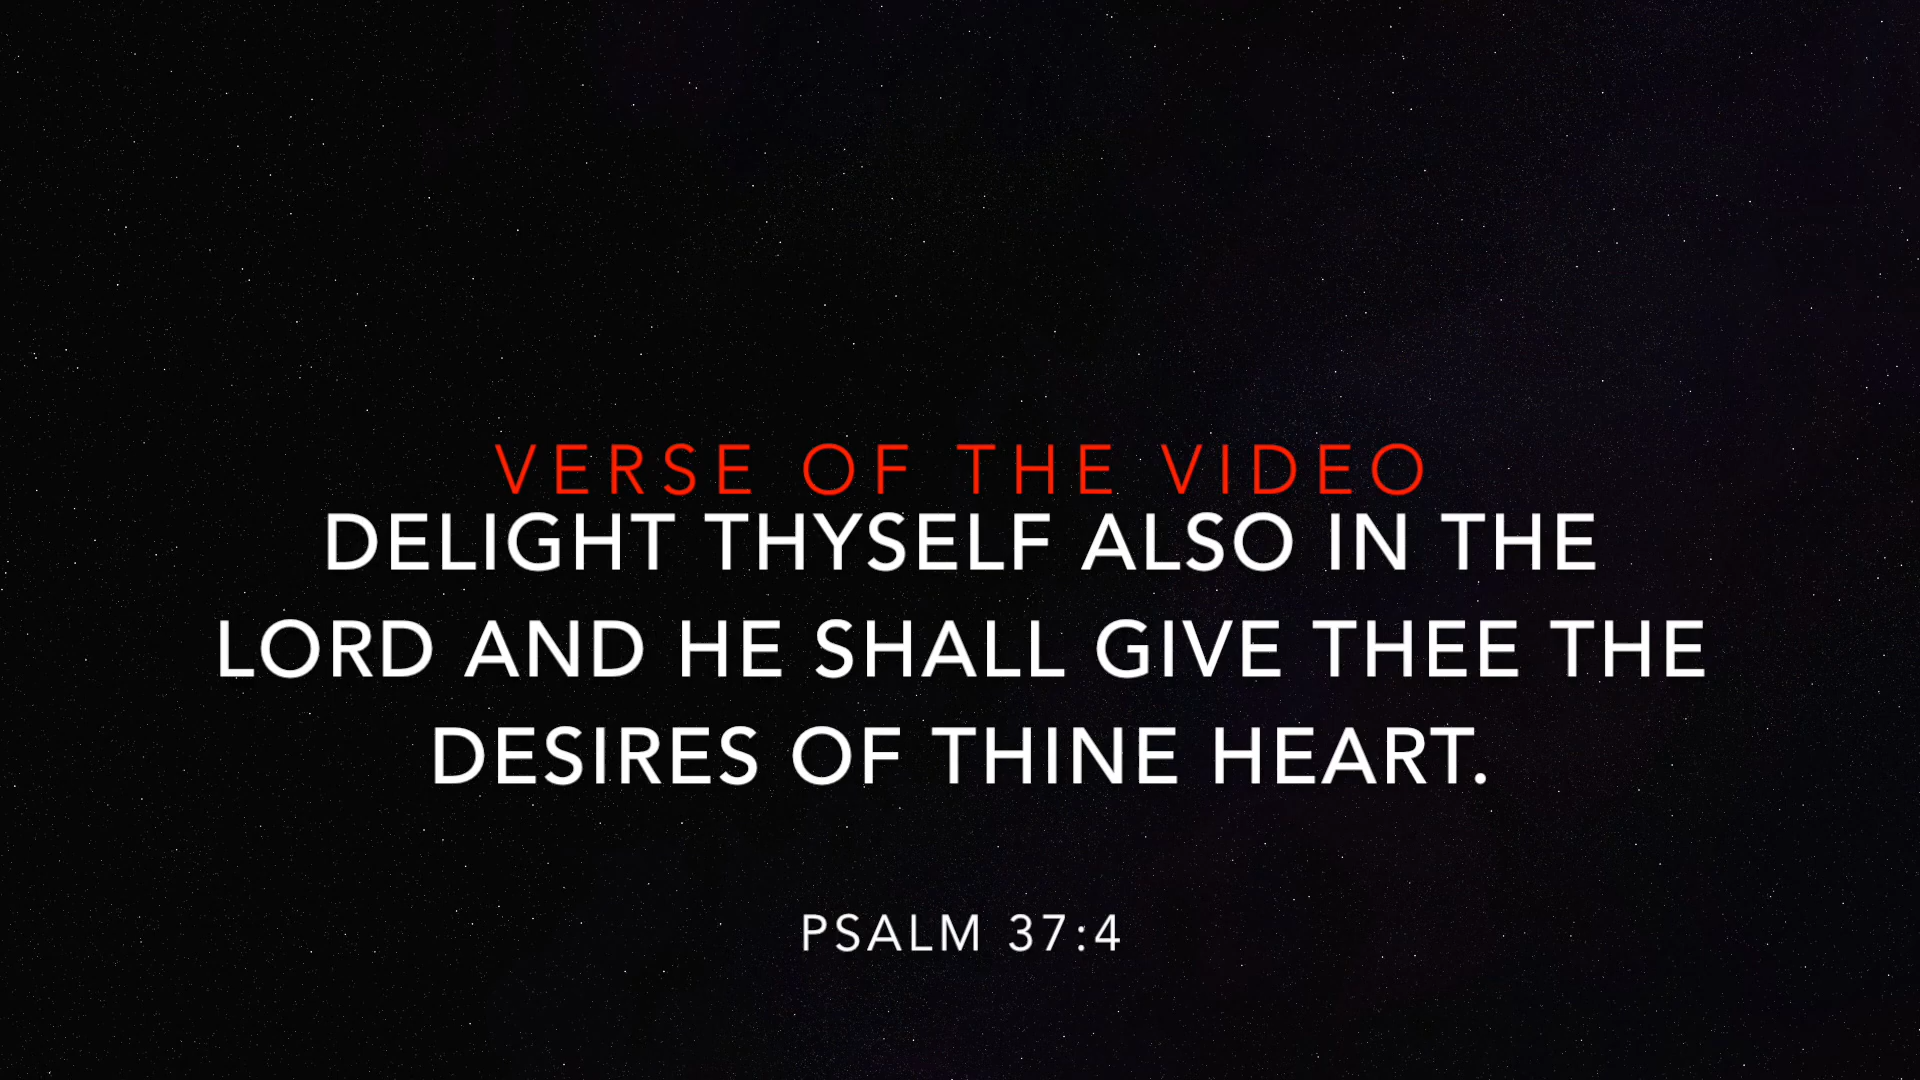 VERSE OF THE VIDEO
DELIGHT THYSELF ALSO IN THE
LORD AND HE SHALL GIVE THEE THE
DESIRES OF THINE HEART.
PSALM 37:4